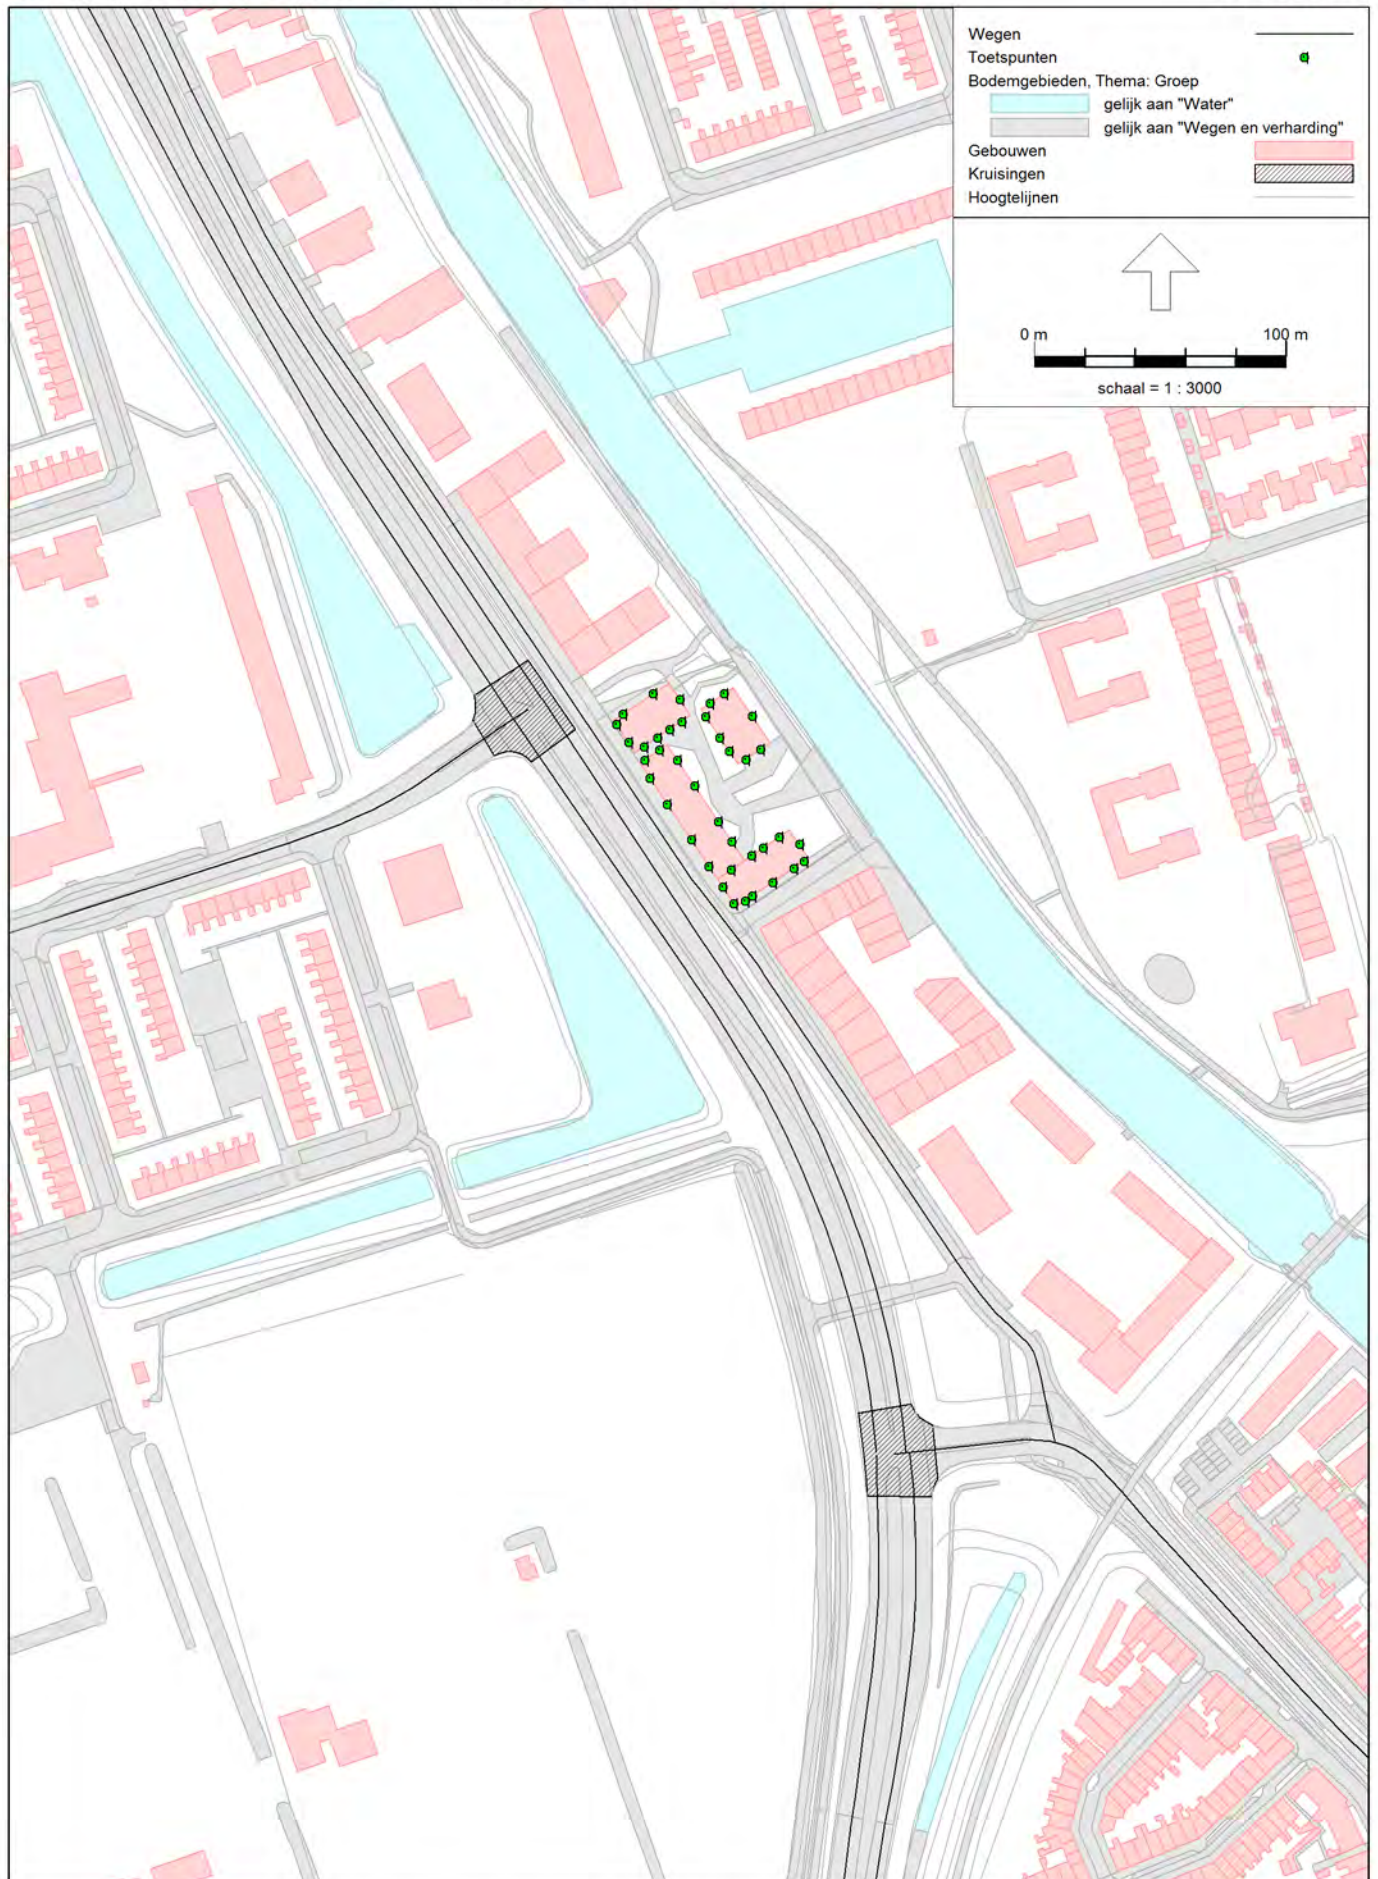 Wegen
Toetspunten
Bodemgebieden, Thema: Groep
gelijk aan "Water"
gelijk aan "Wegen en verharding"
Gebouwen
Kruisingen
Hoogtelijnen
0 m 100 m
schaal = 1 : 3000